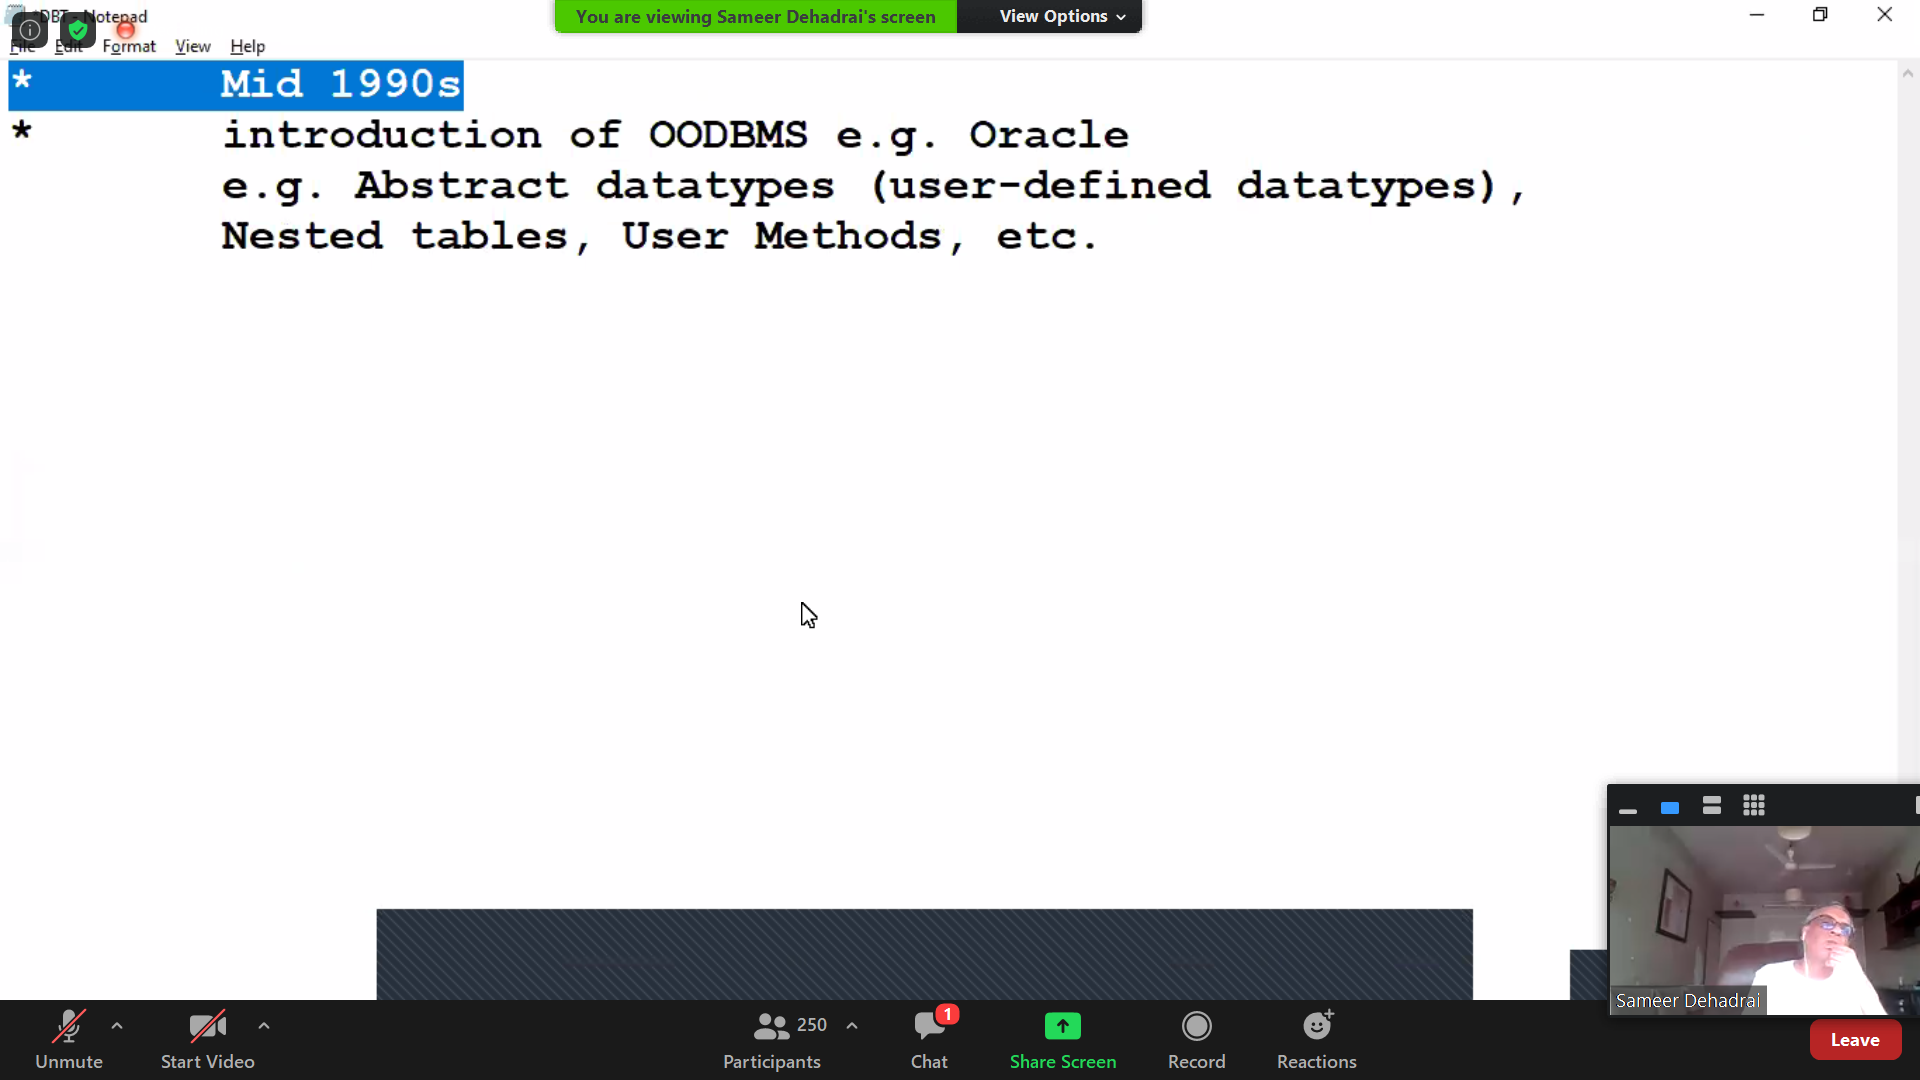 *DBT - Notepad
You are viewing Sameer Dehadrai's screen
View Options
File Edit Format View Help
* Mid 1990s
* introduction of OODBMS e.g. Oracle
e.g. Abstract datatypes (user-defined datatypes),
Nested tables, User Methods, etc.
Sameer Dehadrai
Unmute
Start Video
250
Participants
1
Chat
Share Screen
Record
Reactions
Leave